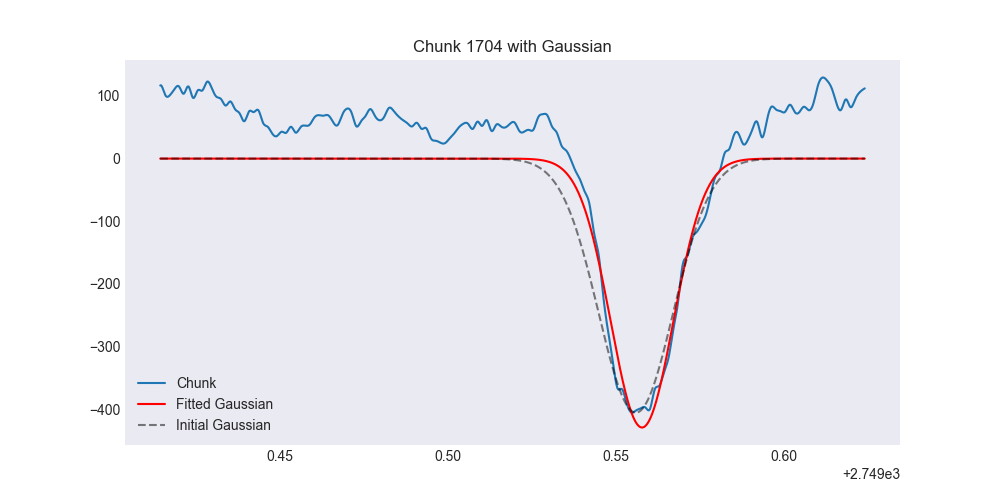 Chunk 1704 with Gaussian
100
0
−100
−200
−300
−400
Chunk
Fitted Gaussian
Initial Gaussian
0.45 0.50 0.55 0.60
+2.749e3